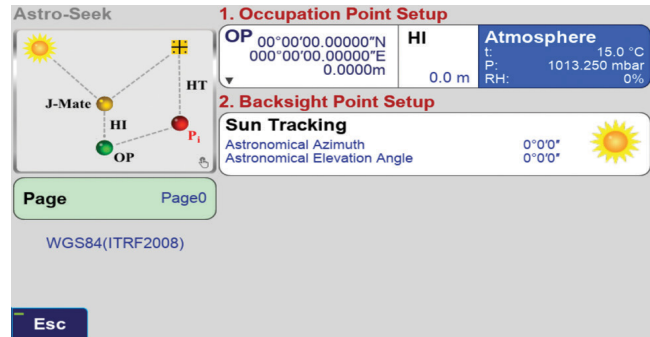 Astro-Seek
J-Mate
HI
OP
HT
Pi
Page Page0
WGS84(ITRF2008)
Esc
1. Occupation Point Setup
OP 00°00'00.00000"N
000°00'00.00000"E
0.0000m
HI
0.0 m
Atmosphere
t: 15.0 °C
P: 1013.250 mbar
RH: 0%
2. Backsight Point Setup
Sun Tracking
Astronomical Azimuth 0°0'0"
Astronomical Elevation Angle 0°0'0"